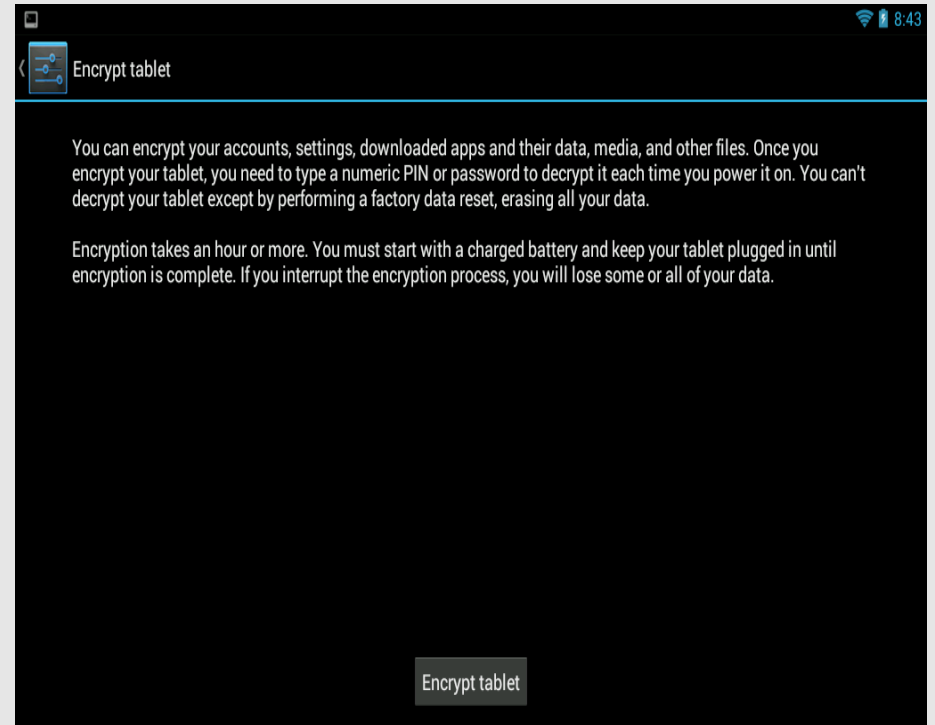 8:43
Encrypt tablet
You can encrypt your accounts, settings, downloaded apps and their data, media, and other files. Once you
encrypt your tablet, you need to type a numeric PIN or password to decrypt it each time you power it on. You can't
decrypt your tablet except by performing a factory data reset, erasing all your data.
Encryption takes an hour or more. You must start with a charged battery and keep your tablet plugged in until
encryption is complete. If you interrupt the encryption process, you will lose some or all of your data.
Encrypt tablet